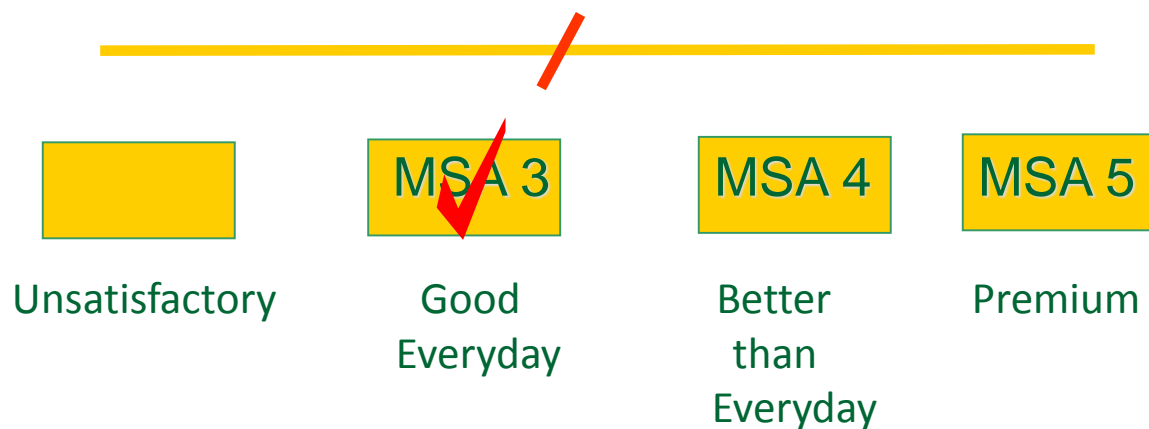 MSA 3
MSA 4
MSA 5
Unsatisfactory
Good
Everyday
Better
than
Everyday
Premium